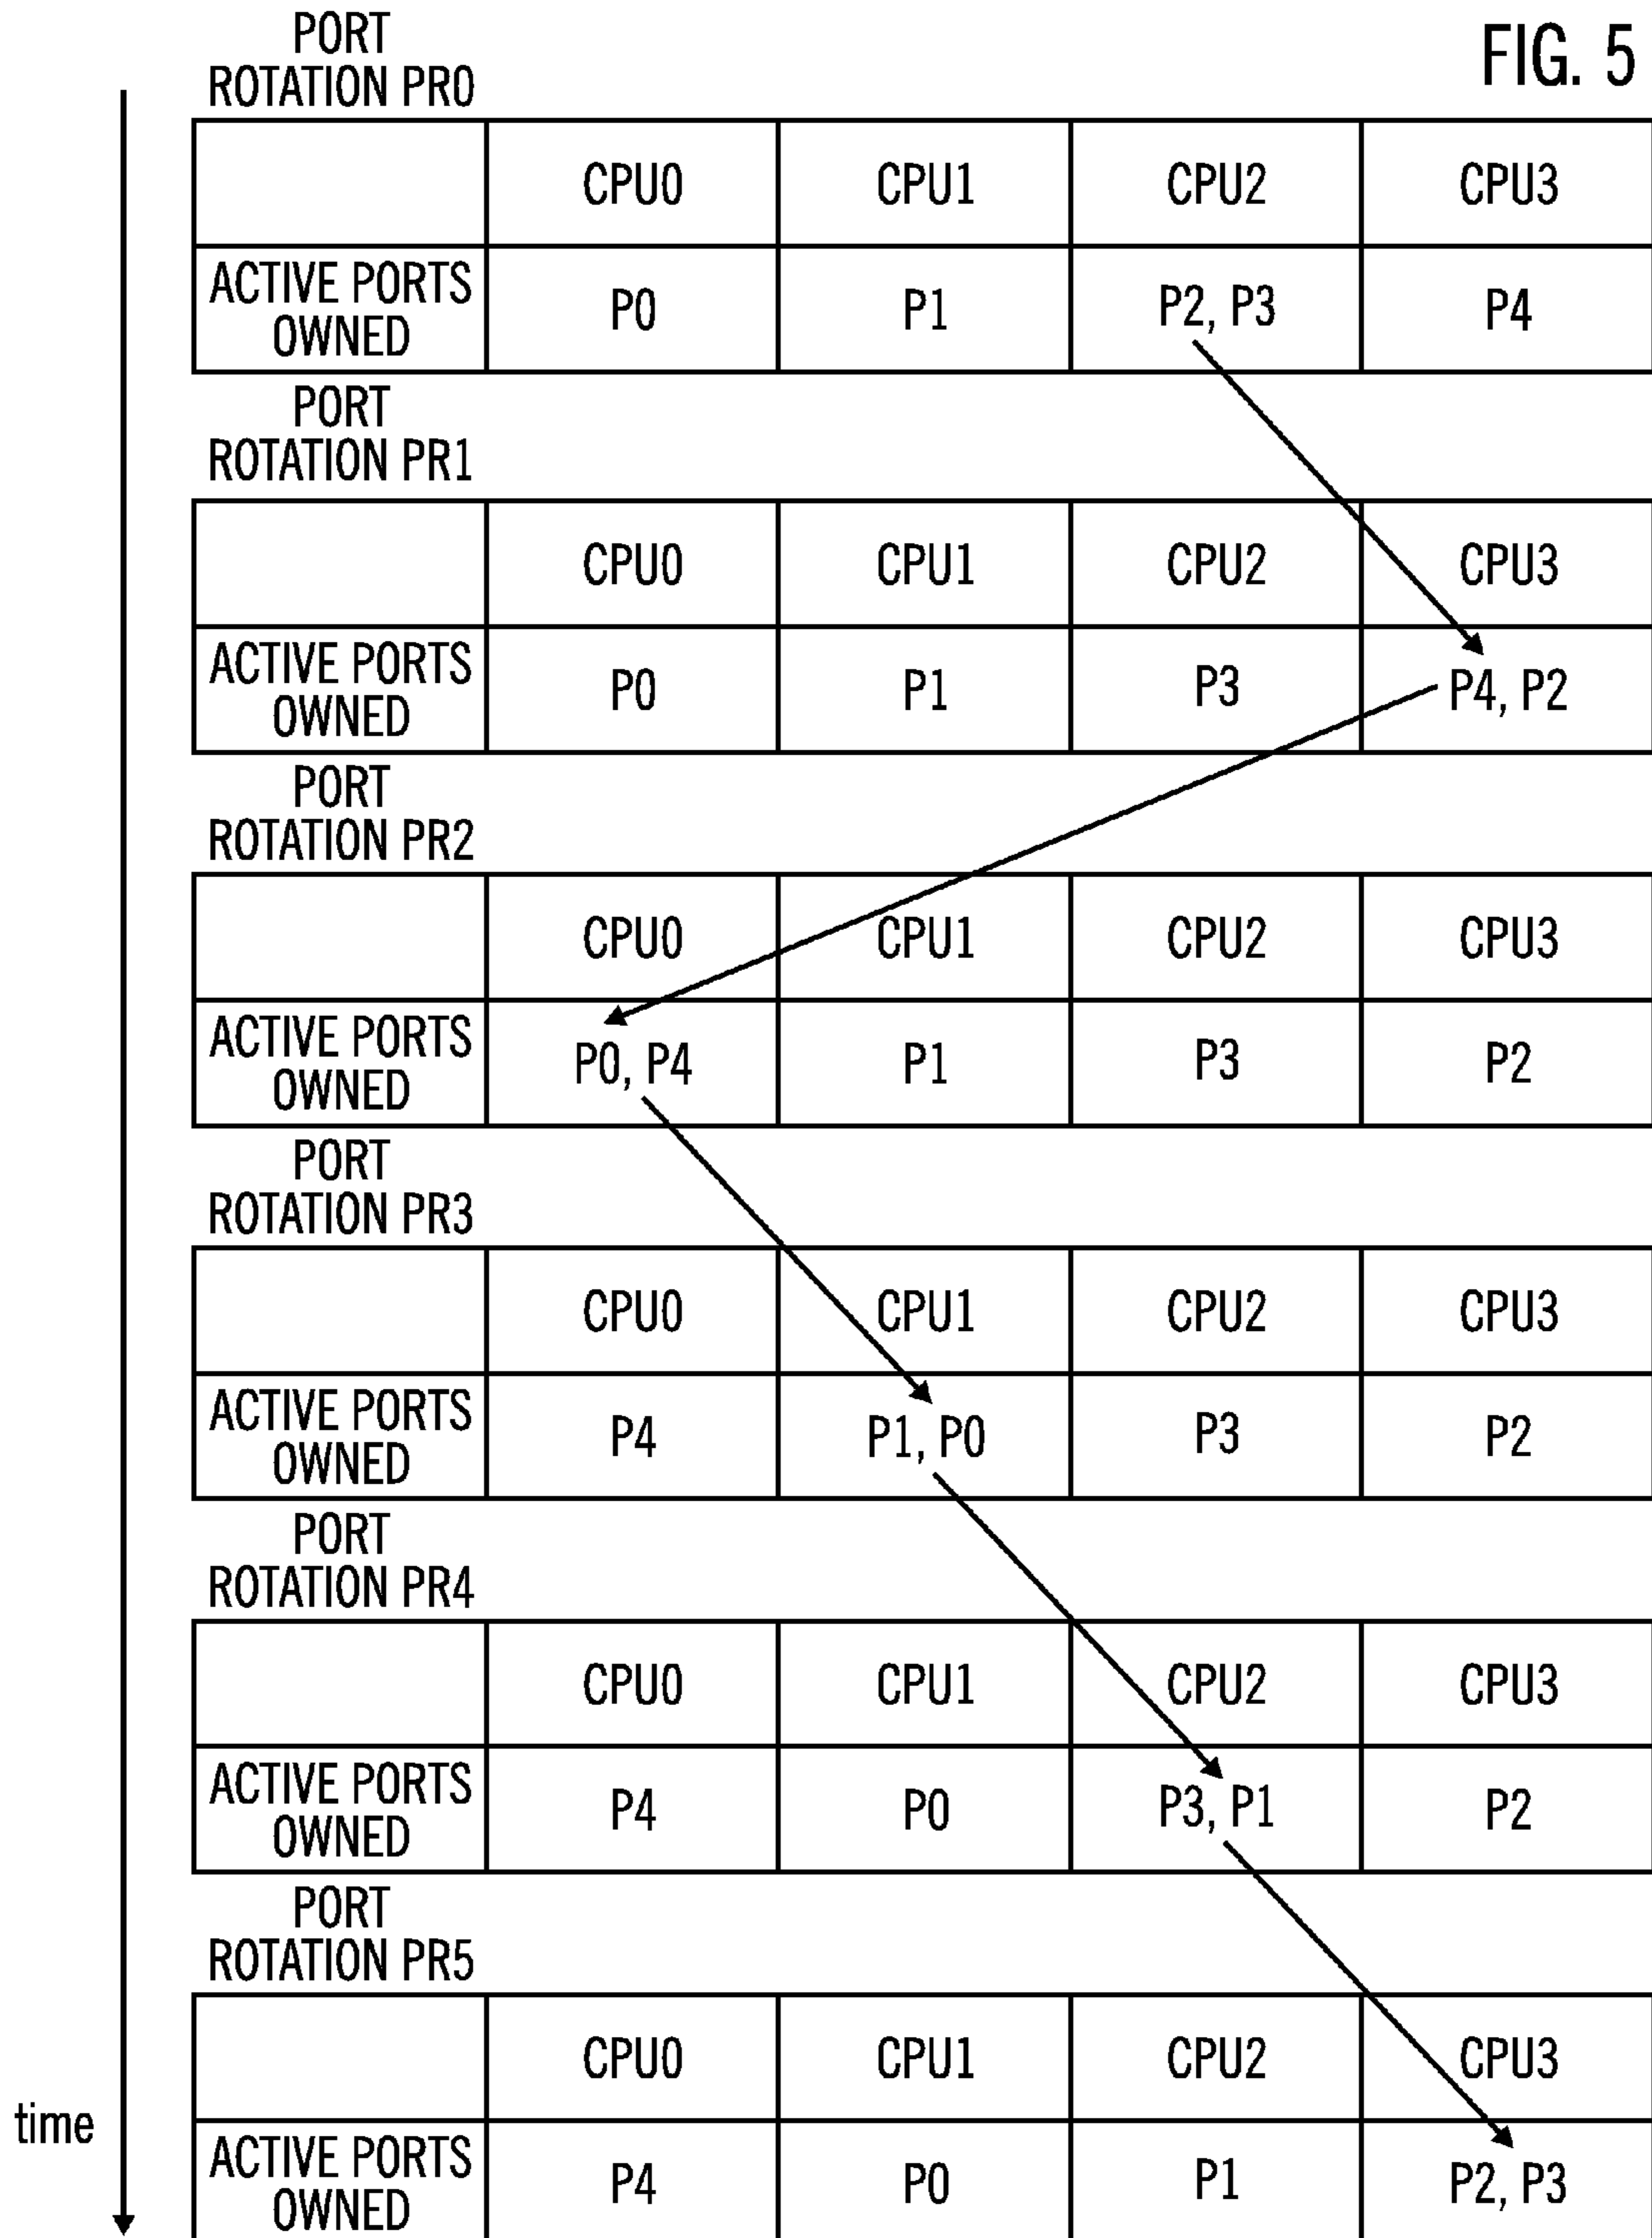 FIG. 5
PORT
ROTATION PR0
CPU0 CPU1 CPU2 CPU3
ACTIVE PORTS
OWNED
P0 P1 P2, P3 P4
PORT
ROTATION PR1
CPU0 CPU1 CPU2 CPU3
ACTIVE PORTS
OWNED
P0 P1 P3 P4, P2
PORT
ROTATION PR2
CPU0 CPU1 CPU2 CPU3
ACTIVE PORTS
OWNED
P0, P4 P1 P3 P2
PORT
ROTATION PR3
CPU0 CPU1 CPU2 CPU3
ACTIVE PORTS
OWNED
P4 P1, P0 P3 P2
PORT
ROTATION PR4
CPU0 CPU1 CPU2 CPU3
ACTIVE PORTS
OWNED
P4 P0 P3, P1 P2
PORT
ROTATION PR5
CPU0 CPU1 CPU2 CPU3
time
ACTIVE PORTS
OWNED
P4 P0 P1 P2, P3